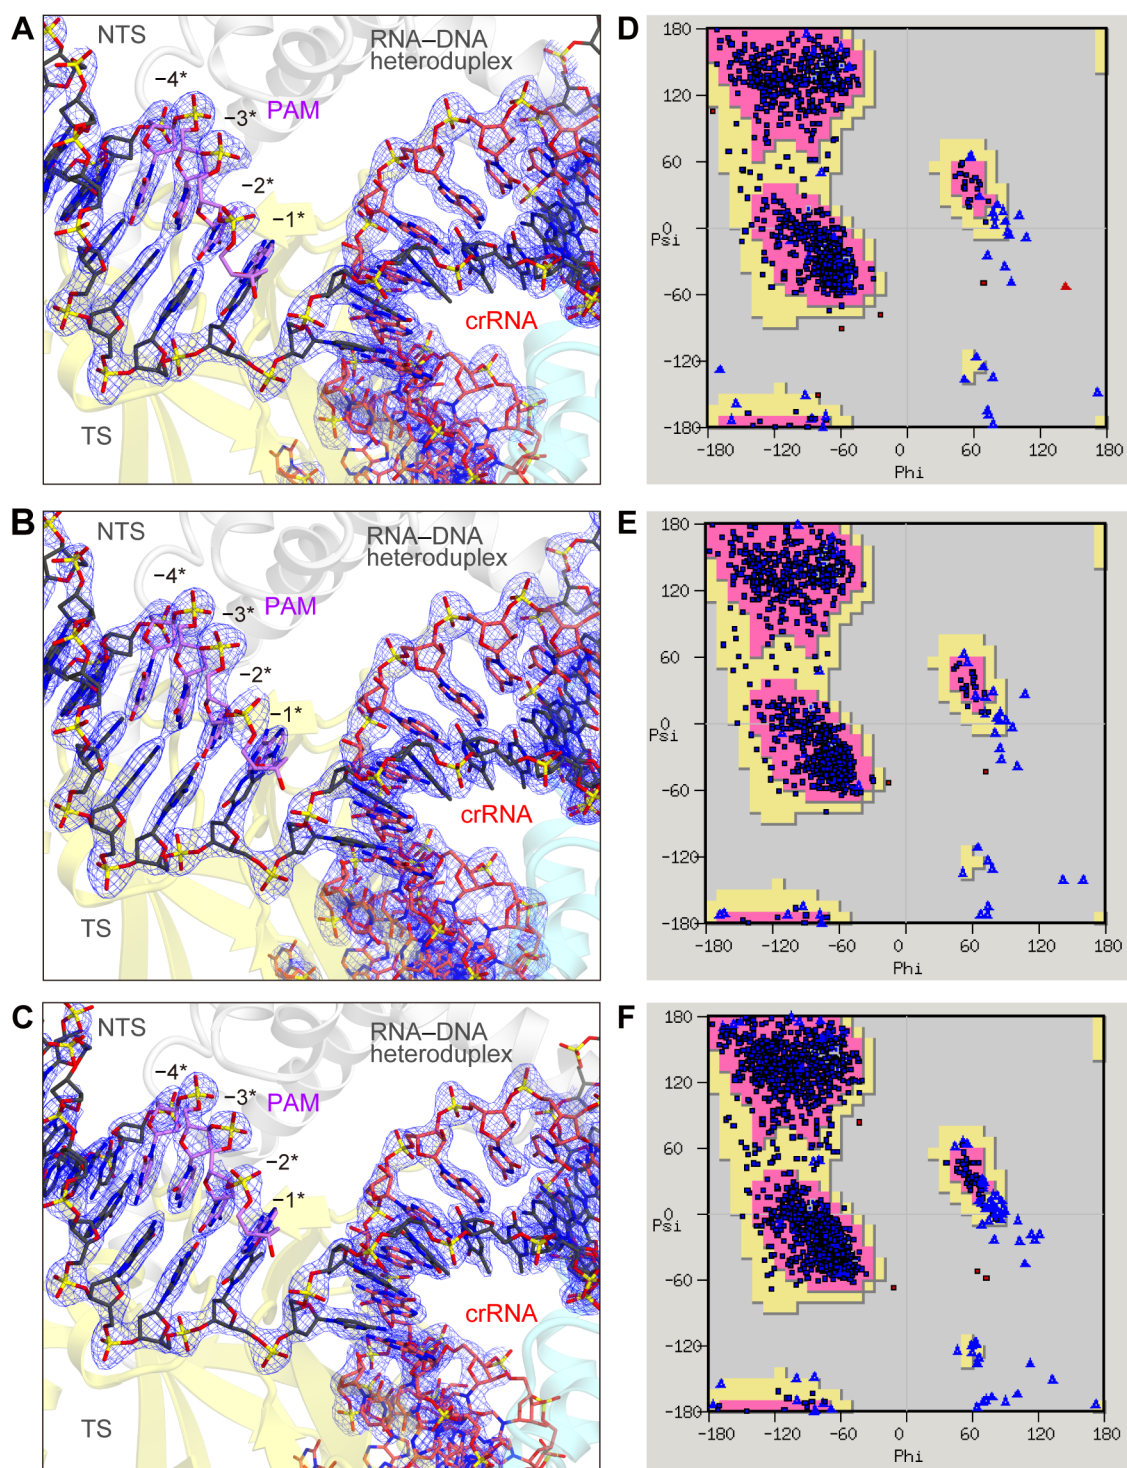 A
NTS
RNA–DNA
heteroduplex
−4*
PAM
−3*
−2*
−1*
crRNA
TS
D
180
120
60
0
Psi
−60
−120
−180
−180
−120
−60
0
60
120
180
Phi
B
NTS
RNA–DNA
heteroduplex
−4*
−3*
PAM
−2*
−1*
crRNA
TS
E
180
120
60
0
Psi
−60
−120
−180
−180
−120
−60
0
60
120
180
Phi
C
NTS
RNA–DNA
heteroduplex
−4*
−3*
PAM
−2*
−1*
crRNA
TS
F
180
120
60
0
Psi
−60
−120
−180
−180
−120
−60
0
60
120
180
Phi